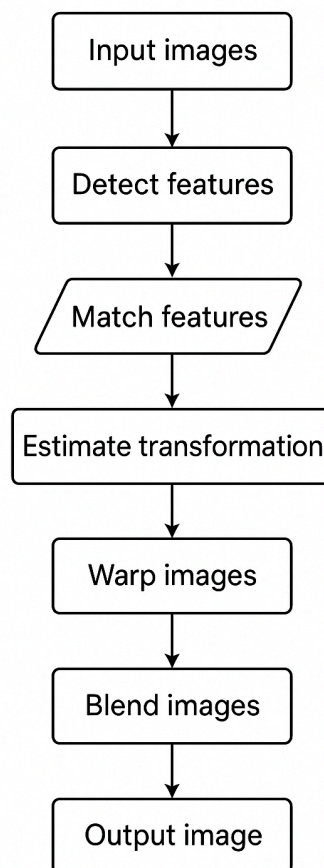 Input images
Detect features
Match features
Estimate transformation
Warp images
Blend images
Output image